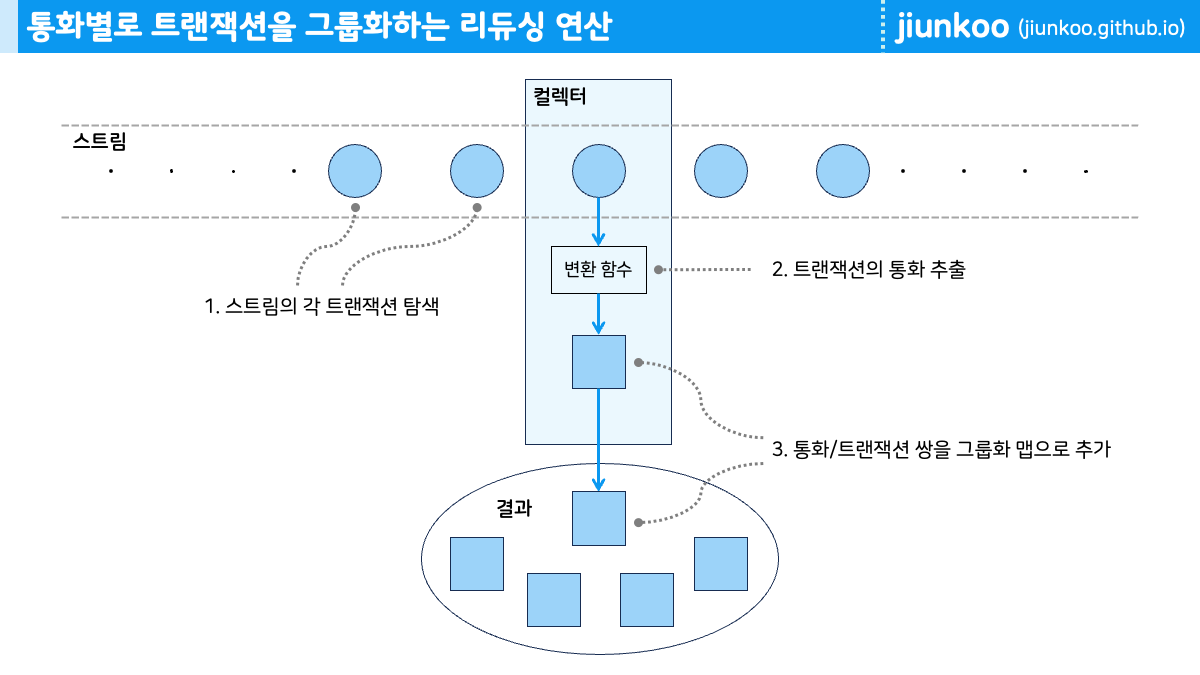 통화별로 트랜잭션을 그룹화하는 리듀싱 연산
jiunkoo (jiunkoo.github.io)
컬렉터
스트림
변환 함수
2. 트랜잭션의 통화 추출
1. 스트림의 각 트랜잭션 탐색
3. 통화/트랜잭션 쌍을 그룹화 맵으로 추가
결과